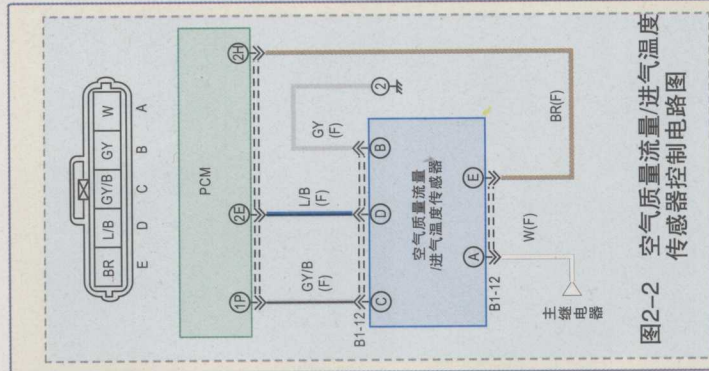 BR L/B GY/B GY W
E D C B A
PCM
1P 2E 2H
GY/B
(F)
L/B
(F)
GY
(F)
2
BR(F)
B1-12
C D B
空气质量流量
/进气温度传感器
A E
B1-12
W(F)
主
继
电
器
图2-2 空气质量流量/进气温度
传感器控制电路图